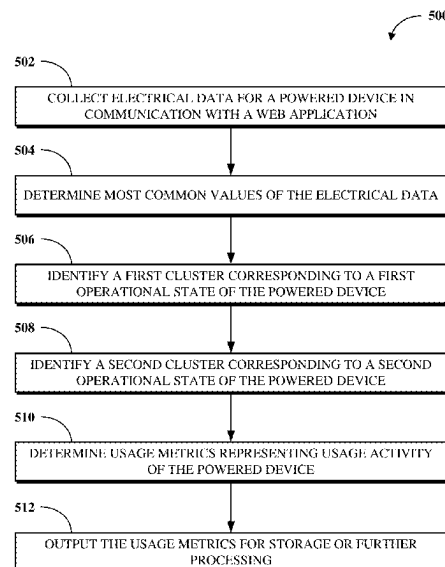 500
502
COLLECT ELECTRICAL DATA FOR A POWERED DEVICE IN
COMMUNICATION WITH A WEB APPLICATION
504
DETERMINE MOST COMMON VALUES OF THE ELECTRICAL DATA
506
IDENTIFY A FIRST CLUSTER CORRESPONDING TO A FIRST
OPERATIONAL STATE OF THE POWERED DEVICE
508
IDENTIFY A SECOND CLUSTER CORRESPONDING TO A SECOND
OPERATIONAL STATE OF THE POWERED DEVICE
510
DETERMINE USAGE METRICS REPRESENTING USAGE ACTIVITY
OF THE POWERED DEVICE
512
OUTPUT THE USAGE METRICS FOR STORAGE OR FURTHER
PROCESSING